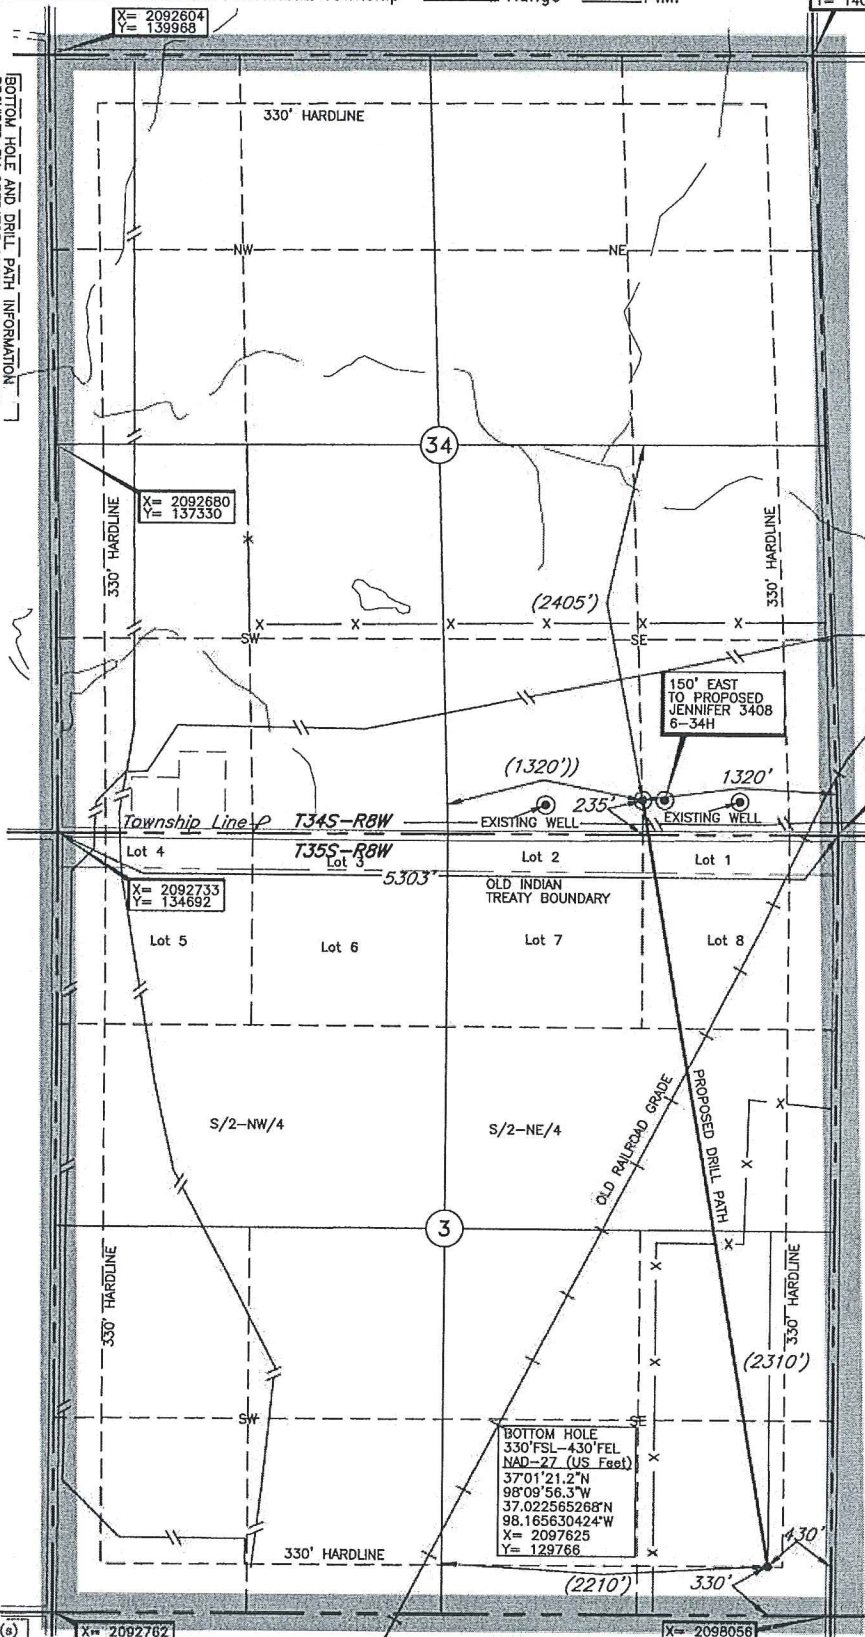 X= 2092604
Y= 139968
BOTTOM HOLE AND DRILL PATH INFORMATION
330' HARDLINE
NW
NE
34
X= 2092680
Y= 137330
330' HARDLINE
330' HARDLINE
(2405')
SW
SE
150' EAST
TO PROPOSED
JENNIFER 3408
6-34H
(1320'))
1320'
235'
EXISTING WELL
EXISTING WELL
Township Line
T34S-R8W
T35S-R8W
Lot 4
Lot 3
Lot 2
Lot 1
5303'
X= 2092733
Y= 134692
OLD INDIAN
TREATY BOUNDARY
Lot 5
Lot 6
Lot 7
Lot 8
S/2-NW/4
S/2-NE/4
OLD RAILROAD GRADE
PROPOSED DRILL PATH
3
330' HARDLINE
330' HARDLINE
(2310')
SW
SE
BOTTOM HOLE
330'FSL-430'FEL
NAD-27 (US Feet)
37°01'21.2"N
98°09'56.3"W
37.022565268°N
98.165630424°W
X= 2097625
Y= 129766
330' HARDLINE
(2210')
330'
430'
(s)
X= 2092762
X= 2098056